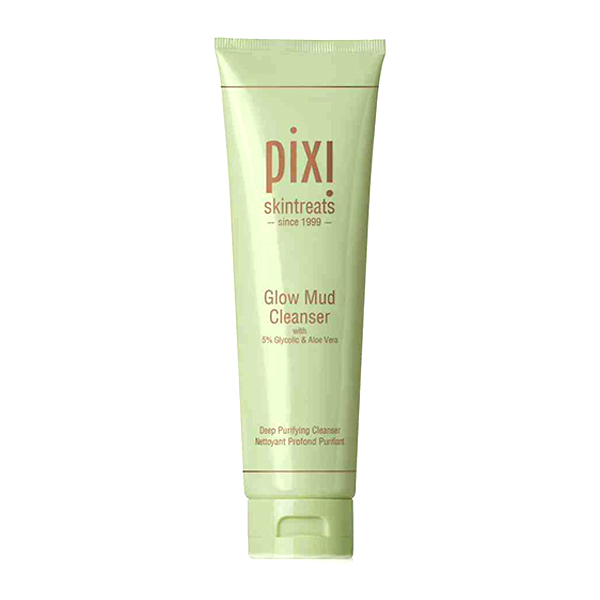 pixi
skintreats
– since 1999 –
Glow Mud
Cleanser
with
5% Glycolic & Aloe Vera
Deep Purifying Cleanser
Nettoyant Profond Purifiant